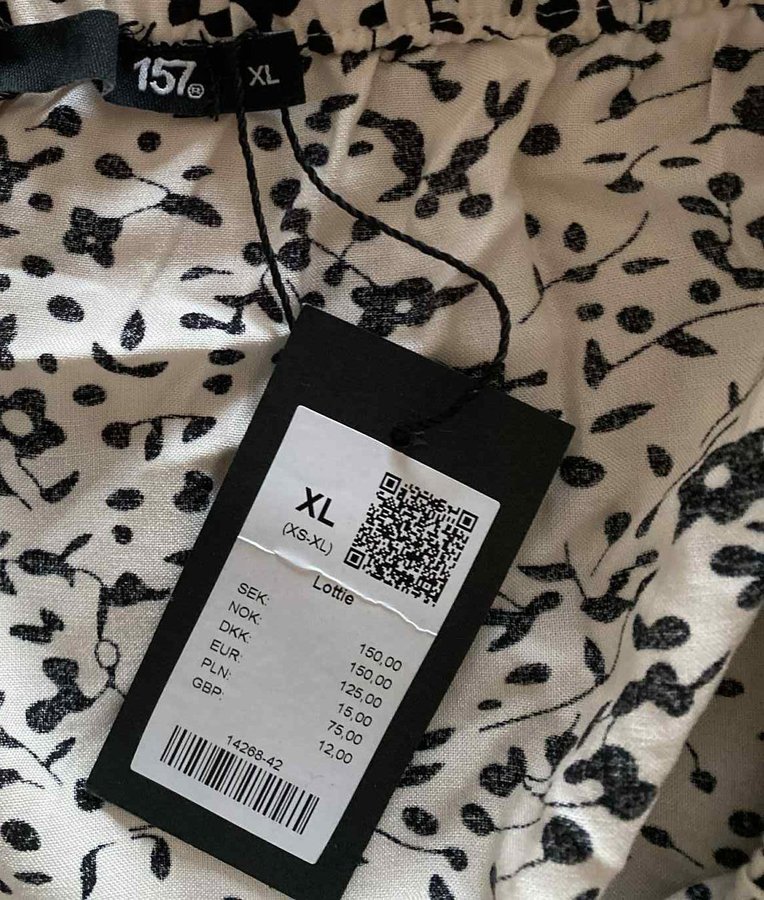 157®
XL
XL
(XS-XL)
Lottie
SEK: 150,00
NOK: 150,00
DKK: 125,00
EUR: 15,00
PLN: 75,00
GBP: 12,00
14268-42